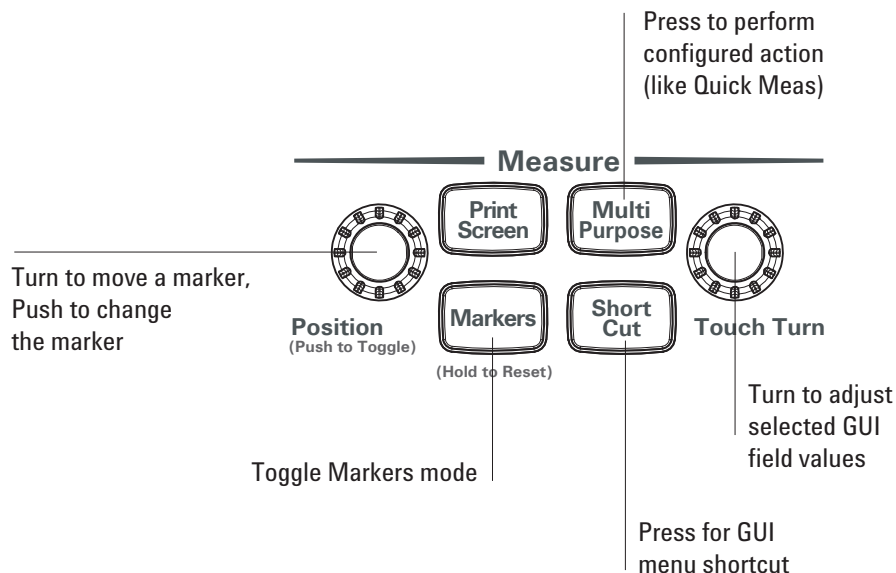 Press to perform
configured action
(like Quick Meas)
Measure
Print
Screen
Multi
Purpose
Turn to move a marker,
Push to change
the marker
Position
(Push to Toggle)
Markers
(Hold to Reset)
Short
Cut
Touch Turn
Turn to adjust
selected GUI
field values
Toggle Markers mode
Press for GUI
menu shortcut